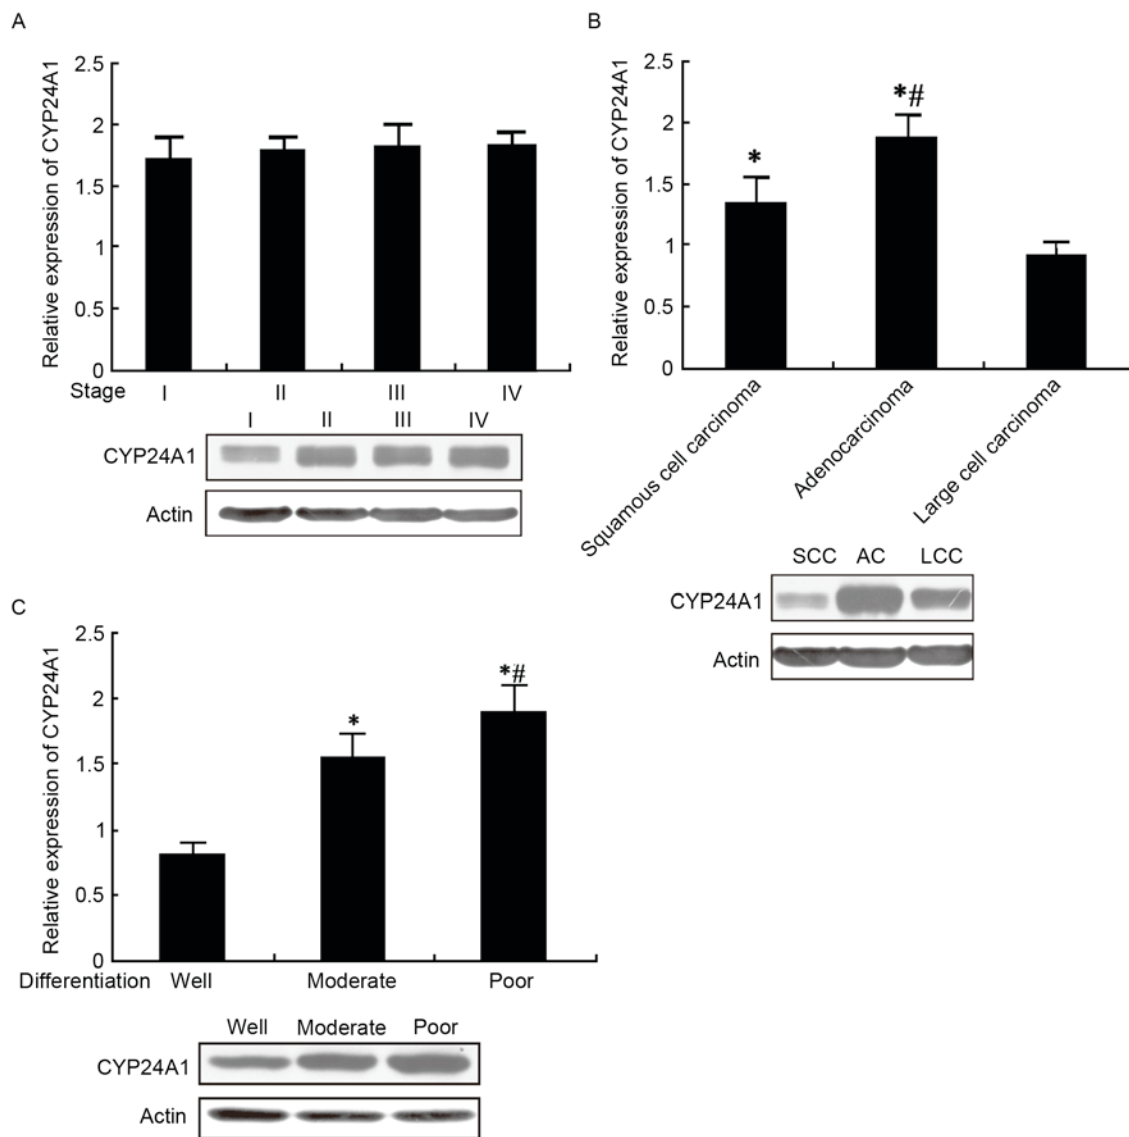 A
Relative expression of CYP24A1
2.5
2
1.5
1
0.5
0
Stage I II III IV
I II III IV
CYP24A1
Actin
B
Relative expression of CYP24A1
2.5
2
1.5
1
0.5
0
*
*#
Squamous cell carcinoma
Adenocarcinoma
Large cell carcinoma
SCC AC LCC
CYP24A1
Actin
C
Relative expression of CYP24A1
2.5
2
1.5
1
0.5
0
*
*#
Differentiation Well Moderate Poor
Well Moderate Poor
CYP24A1
Actin